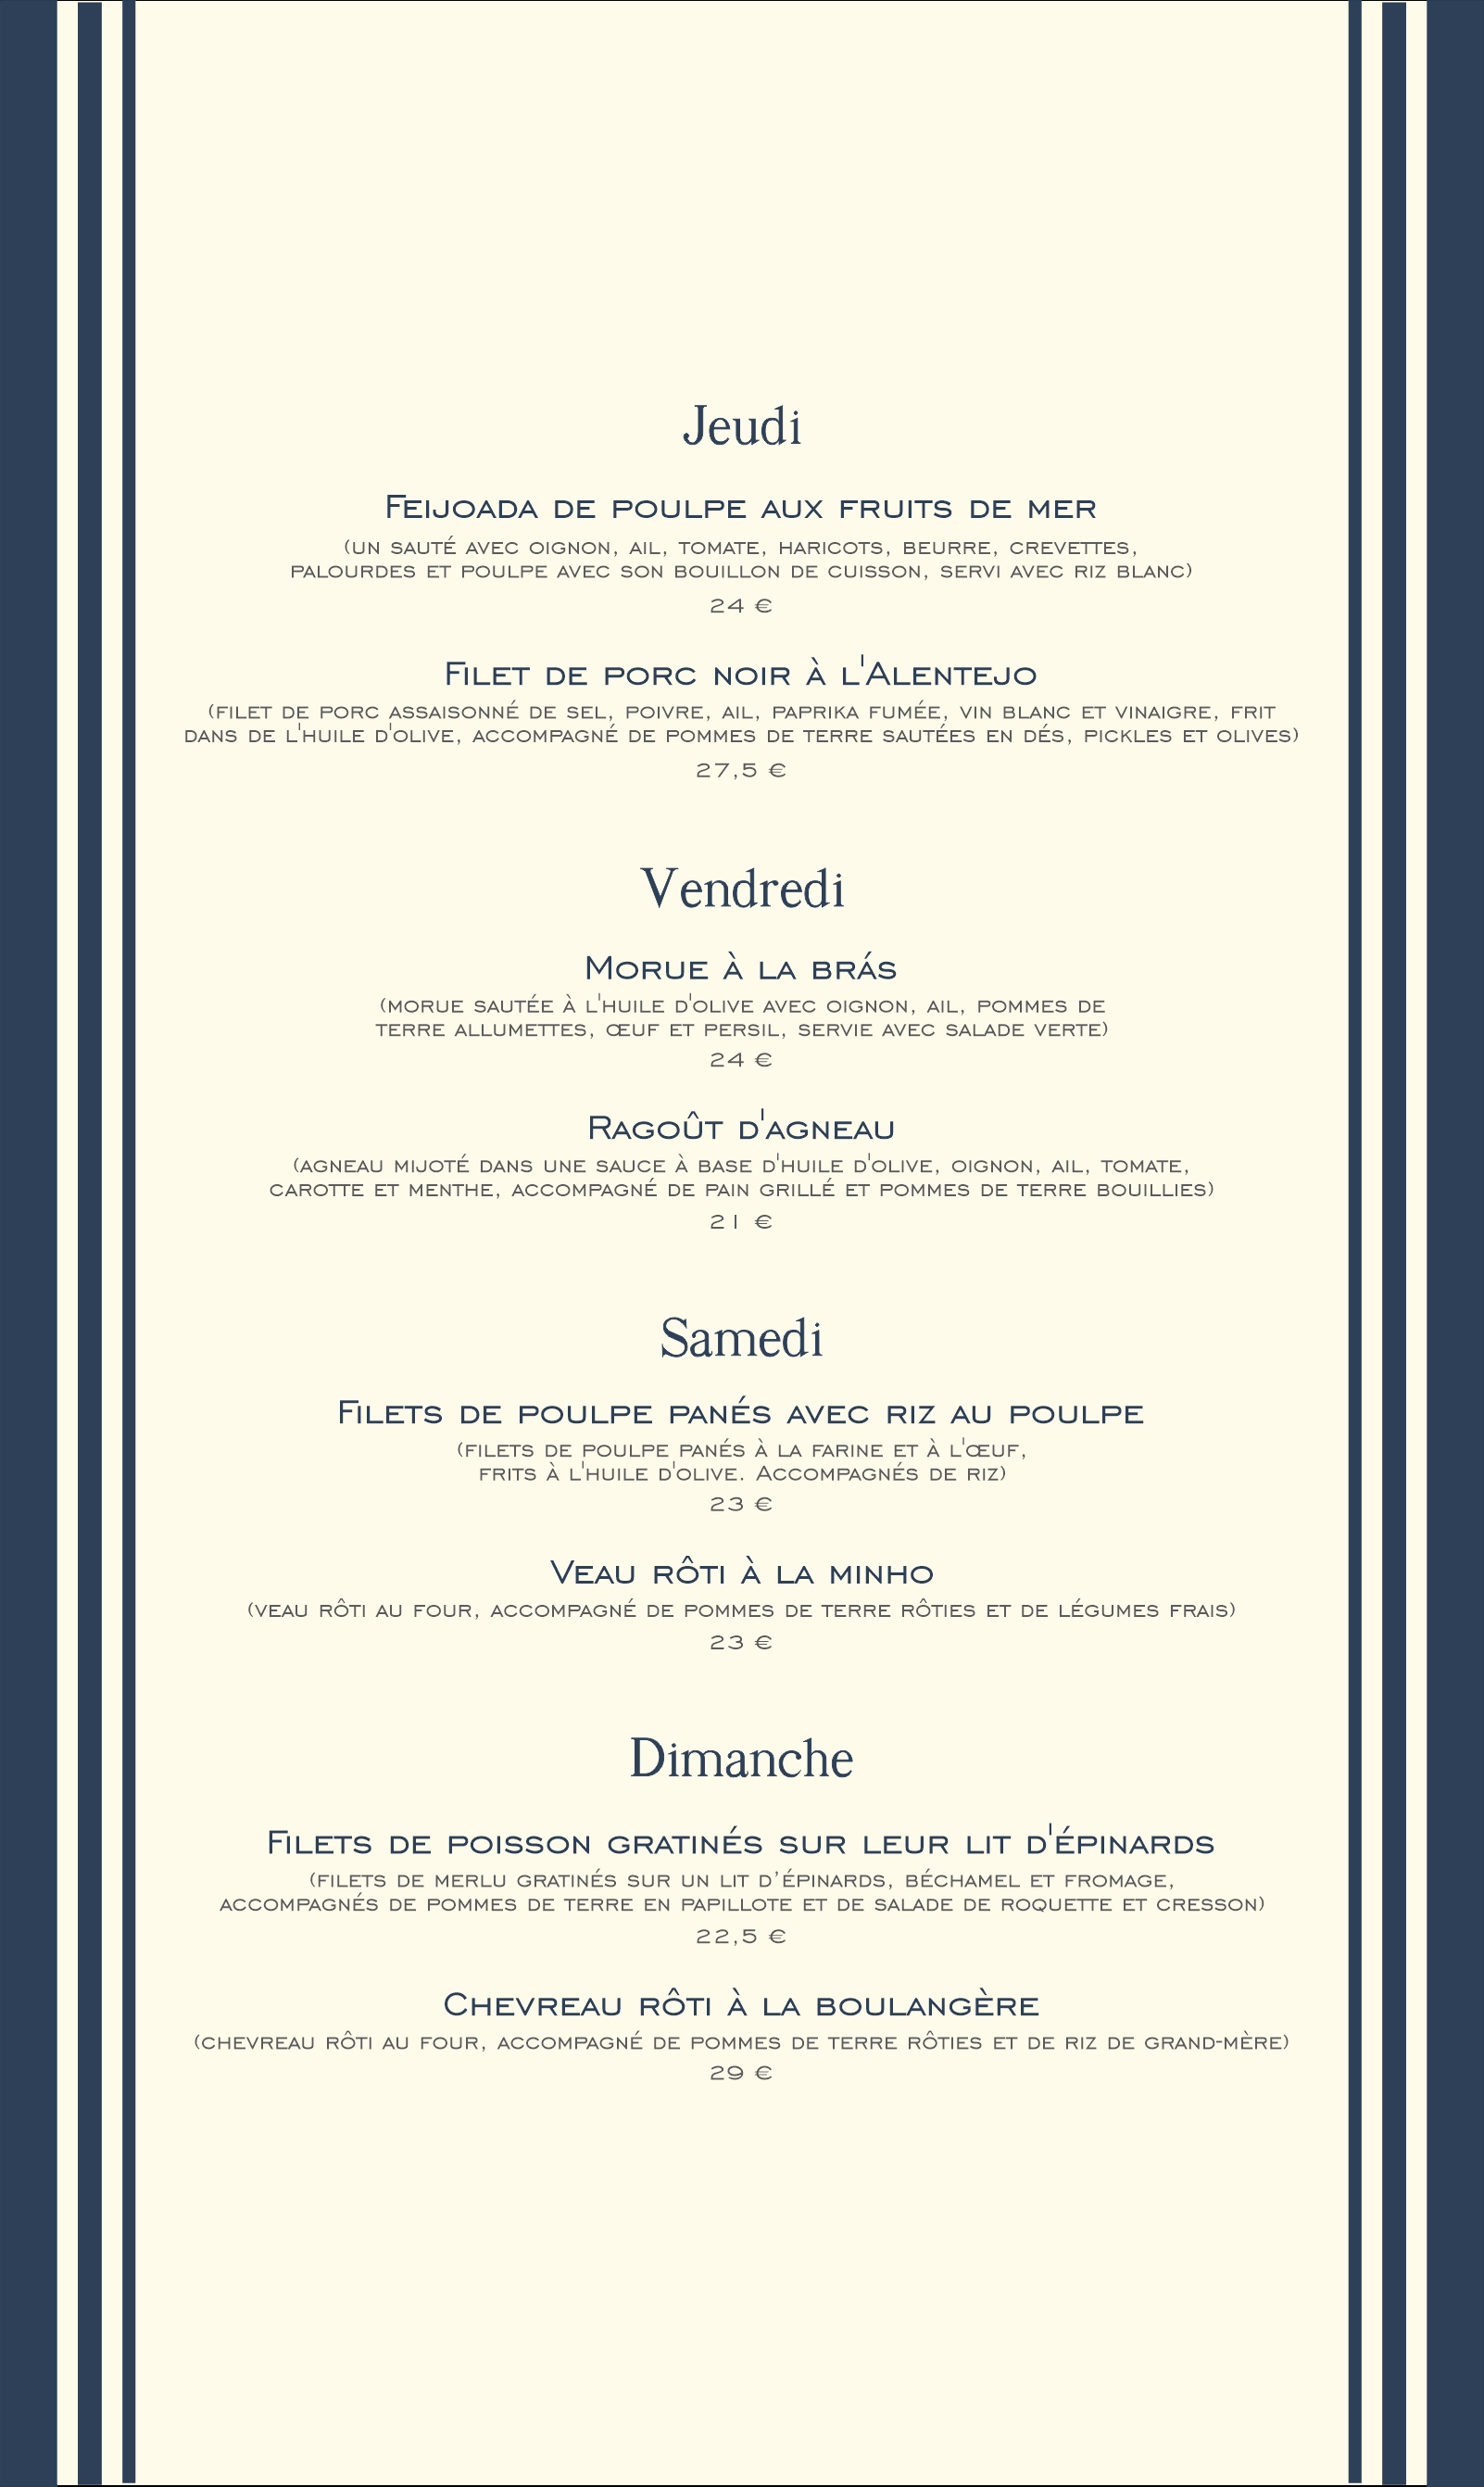 Jeudi
Feijoada de poulpe aux fruits de mer
(un sauté avec oignon, ail, tomate, haricots, beurre, crevettes,
palourdes et poulpe avec son bouillon de cuisson, servi avec riz blanc)
24 €
Filet de porc noir à l'Alentejo
(filet de porc assaisonné de sel, poivre, ail, paprika fumée, vin blanc et vinaigre, frit
dans de l'huile d'olive, accompagné de pommes de terre sautées en dés, pickles et olives)
27,5 €
Vendredi
Morue à la brás
(morue sautée à l'huile d'olive avec oignon, ail, pommes de
terre allumettes, œuf et persil, servie avec salade verte)
24 €
Ragoût d'agneau
(agneau mijoté dans une sauce à base d'huile d'olive, oignon, ail, tomate,
carotte et menthe, accompagné de pain grillé et pommes de terre bouillies)
21 €
Samedi
Filets de poulpe panés avec riz au poulpe
(filets de poulpe panés à la farine et à l'œuf,
frits à l'huile d'olive. Accompagnés de riz)
23 €
Veau rôti à la minho
(veau rôti au four, accompagné de pommes de terre rôties et de légumes frais)
23 €
Dimanche
Filets de poisson gratinés sur leur lit d'épinards
(filets de merlu gratinés sur un lit d’épinards, béchamel et fromage,
accompagnés de pommes de terre en papillote et de salade de roquette et cresson)
22,5 €
Chevreau rôti à la boulangère
(chevreau rôti au four, accompagné de pommes de terre rôties et de riz de grand-mère)
29 €